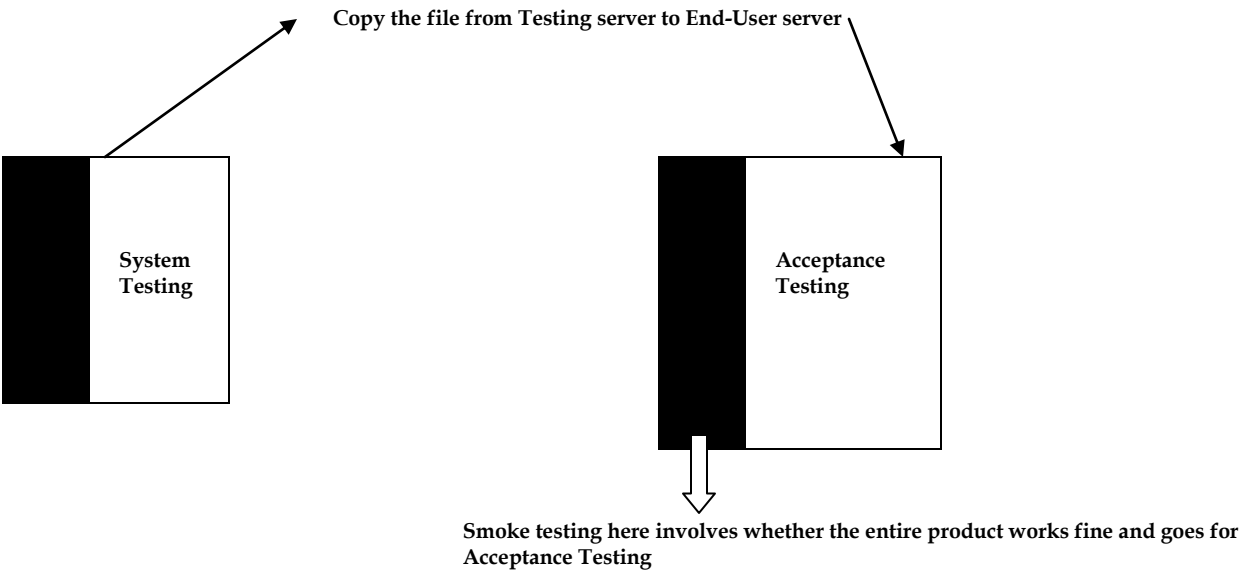 Copy the file from Testing server to End-User server
System
Testing
Acceptance
Testing
Smoke testing here involves whether the entire product works fine and goes for
Acceptance Testing